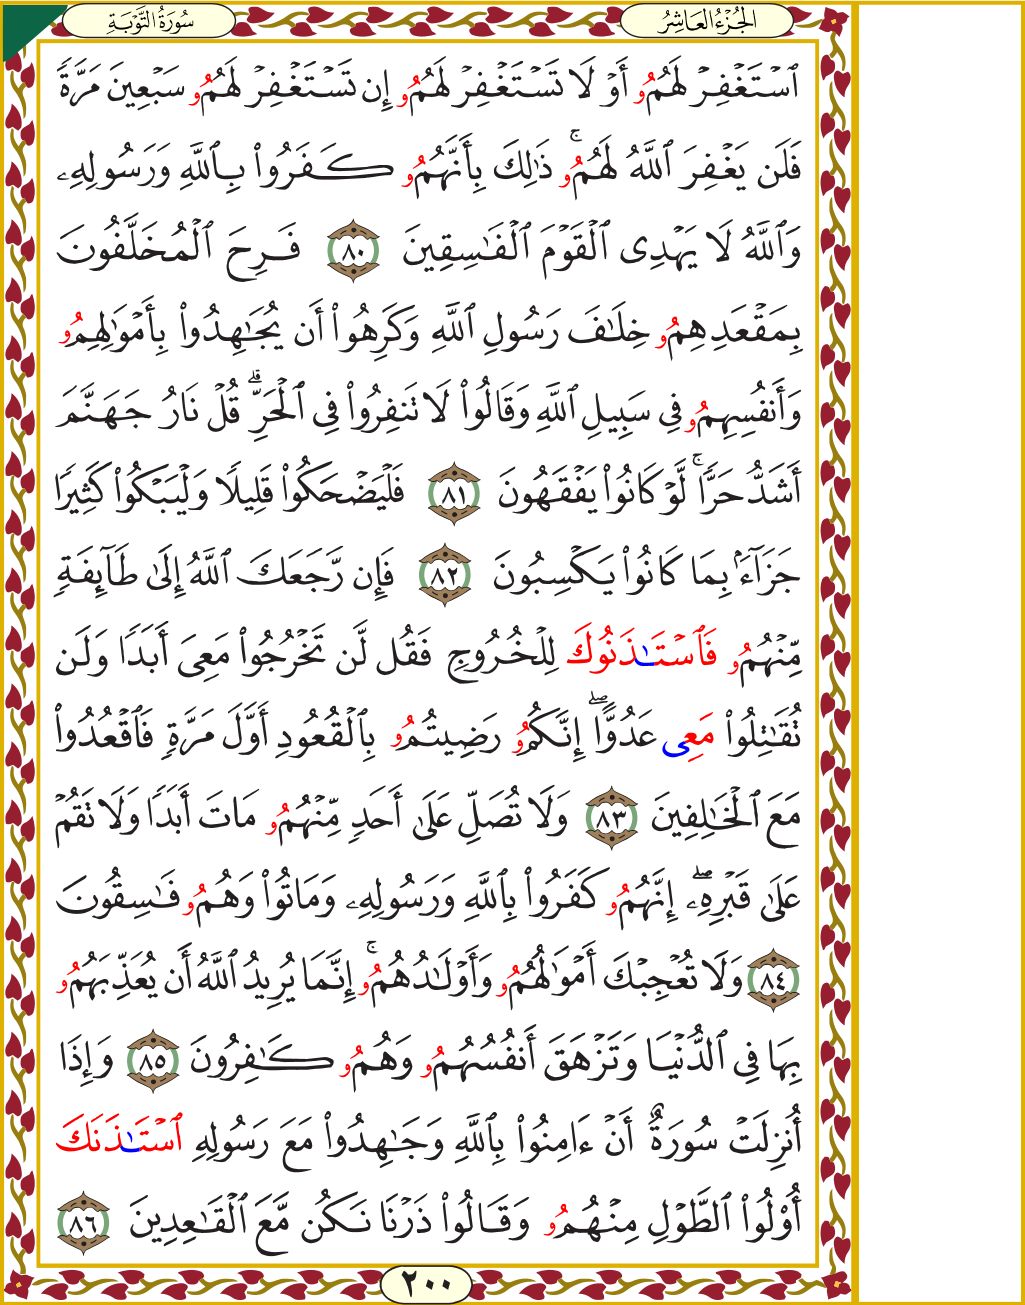 الجُزْءُ العَاشِرُ
سُورَةُ التَّوْبَةِ
ٱسۡتَغۡفِرۡ لَهُمُۥ أَوۡ لَا تَسۡتَغۡفِرۡ لَهُمُۥ إِن تَسۡتَغۡفِرۡ لَهُمُۥ سَبۡعِينَ مَرَّةٗ
فَلَن يَغۡفِرَ ٱللَّهُ لَهُمُۥۚ ذَٰلِكَ بِأَنَّهُمُۥ كَفَرُواْ بِٱللَّهِ وَرَسُولِهِۦ
وَٱللَّهُ لَا يَهۡدِي ٱلۡقَوۡمَ ٱلۡفَٰسِقِينَ ٨٠ فَرِحَ ٱلۡمُخَلَّفُونَ
بِمَقۡعَدِهِمُۥ خِلَٰفَ رَسُولِ ٱللَّهِ وَكَرِهُوٓاْ أَن يُجَٰهِدُواْ بِأَمۡوَٰلِهِمُۥ
وَأَنفُسِهِمُۥ فِي سَبِيلِ ٱللَّهِ وَقَالُواْ لَا تَنفِرُواْ فِي ٱلۡحَرِّۗ قُلۡ نَارُ جَهَنَّمَ
أَشَدُّ حَرّٗاۚ لَّوۡ كَانُواْ يَفۡقَهُونَ ٨١ فَلۡيَضۡحَكُواْ قَلِيلٗا وَلۡيَبۡكُواْ كَثِيرٗا
جَزَآءَۢ بِمَا كَانُواْ يَكۡسِبُونَ ٨٢ فَإِن رَّجَعَكَ ٱللَّهُ إِلَىٰ طَآئِفَةٖ
مِّنۡهُمُۥ فَٱسۡتَـٰذَنُوكَ لِلۡخُرُوجِ فَقُل لَّن تَخۡرُجُواْ مَعِيَ أَبَدٗا وَلَن
تُقَٰتِلُواْ مَعِي عَدُوًّاۖ إِنَّكُمُۥ رَضِيتُمُۥ بِٱلۡقُعُودِ أَوَّلَ مَرَّةٖ فَٱقۡعُدُواْ
مَعَ ٱلۡخَٰلِفِينَ ٨٣ وَلَا تُصَلِّ عَلَىٰٓ أَحَدٖ مِّنۡهُمُۥ مَاتَ أَبَدٗا وَلَا تَقُمۡ
عَلَىٰ قَبۡرِهِۦٓۖ إِنَّهُمُۥ كَفَرُواْ بِٱللَّهِ وَرَسُولِهِۦ وَمَاتُواْ وَهُمُۥ فَٰسِقُونَ
٨٤ وَلَا تُعۡجِبۡكَ أَمۡوَٰلُهُمُۥ وَأَوۡلَٰدُهُمُۥۚ إِنَّمَا يُرِيدُ ٱللَّهُ أَن يُعَذِّبَهُمُۥ
بِهَا فِي ٱلدُّنۡيَا وَتَزۡهَقَ أَنفُسُهُمُۥ وَهُمُۥ كَٰفِرُونَ ٨٥ وَإِذَآ
أُنزِلَتۡ سُورَةٌ أَنۡ ءَامِنُواْ بِٱللَّهِ وَجَٰهِدُواْ مَعَ رَسُولِهِ ٱسۡتَـٰذَنَكَ
أُوْلُواْ ٱلطَّوۡلِ مِنۡهُمُۥ وَقَالُواْ ذَرۡنَا نَكُن مَّعَ ٱلۡقَٰعِدِينَ ٨٦
٢٠٠